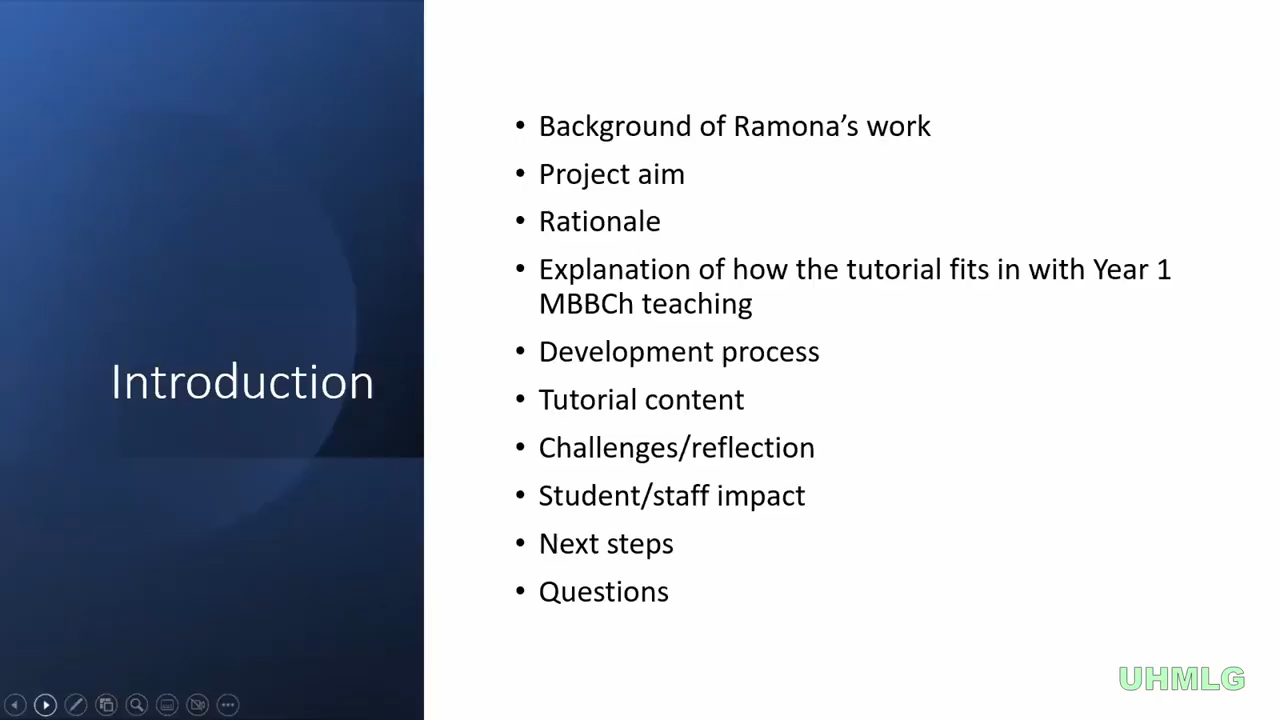 Introduction
• Background of Ramona’s work
• Project aim
• Rationale
• Explanation of how the tutorial fits in with Year 1
MBBCh teaching
• Development process
• Tutorial content
• Challenges/reflection
• Student/staff impact
• Next steps
• Questions
UHMLG